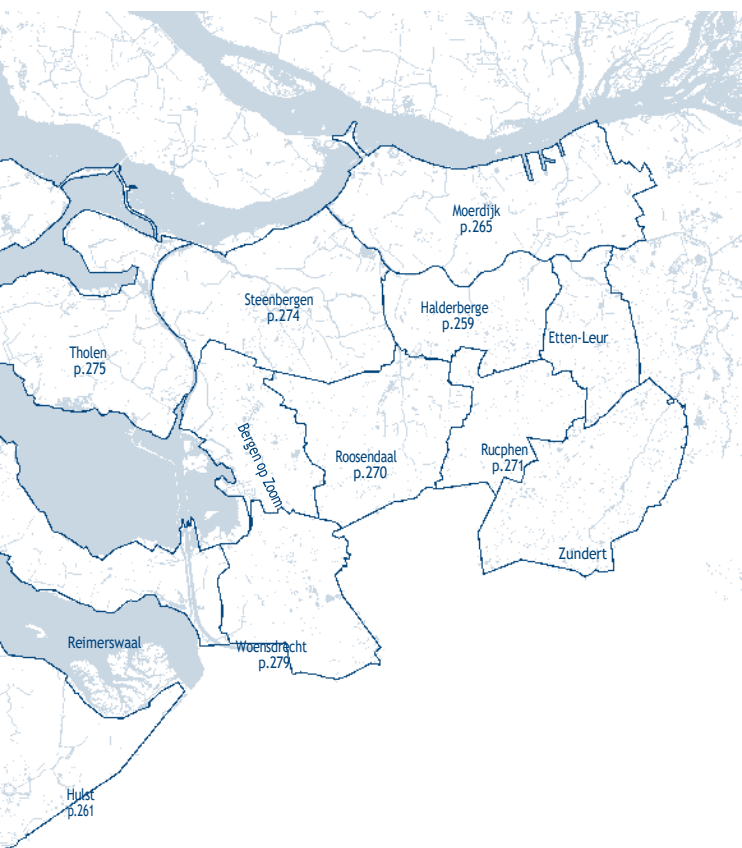 Moerdijk
p.265
Steenbergen
p.274
Halderberge
p.259
Etten-Leur
Tholen
p.275
Bergen op Zoom
Roosendaal
p.270
Rucphen
p.271
Zundert
Reimerswaal
Woensdrecht
p.279
Hulst
p.261